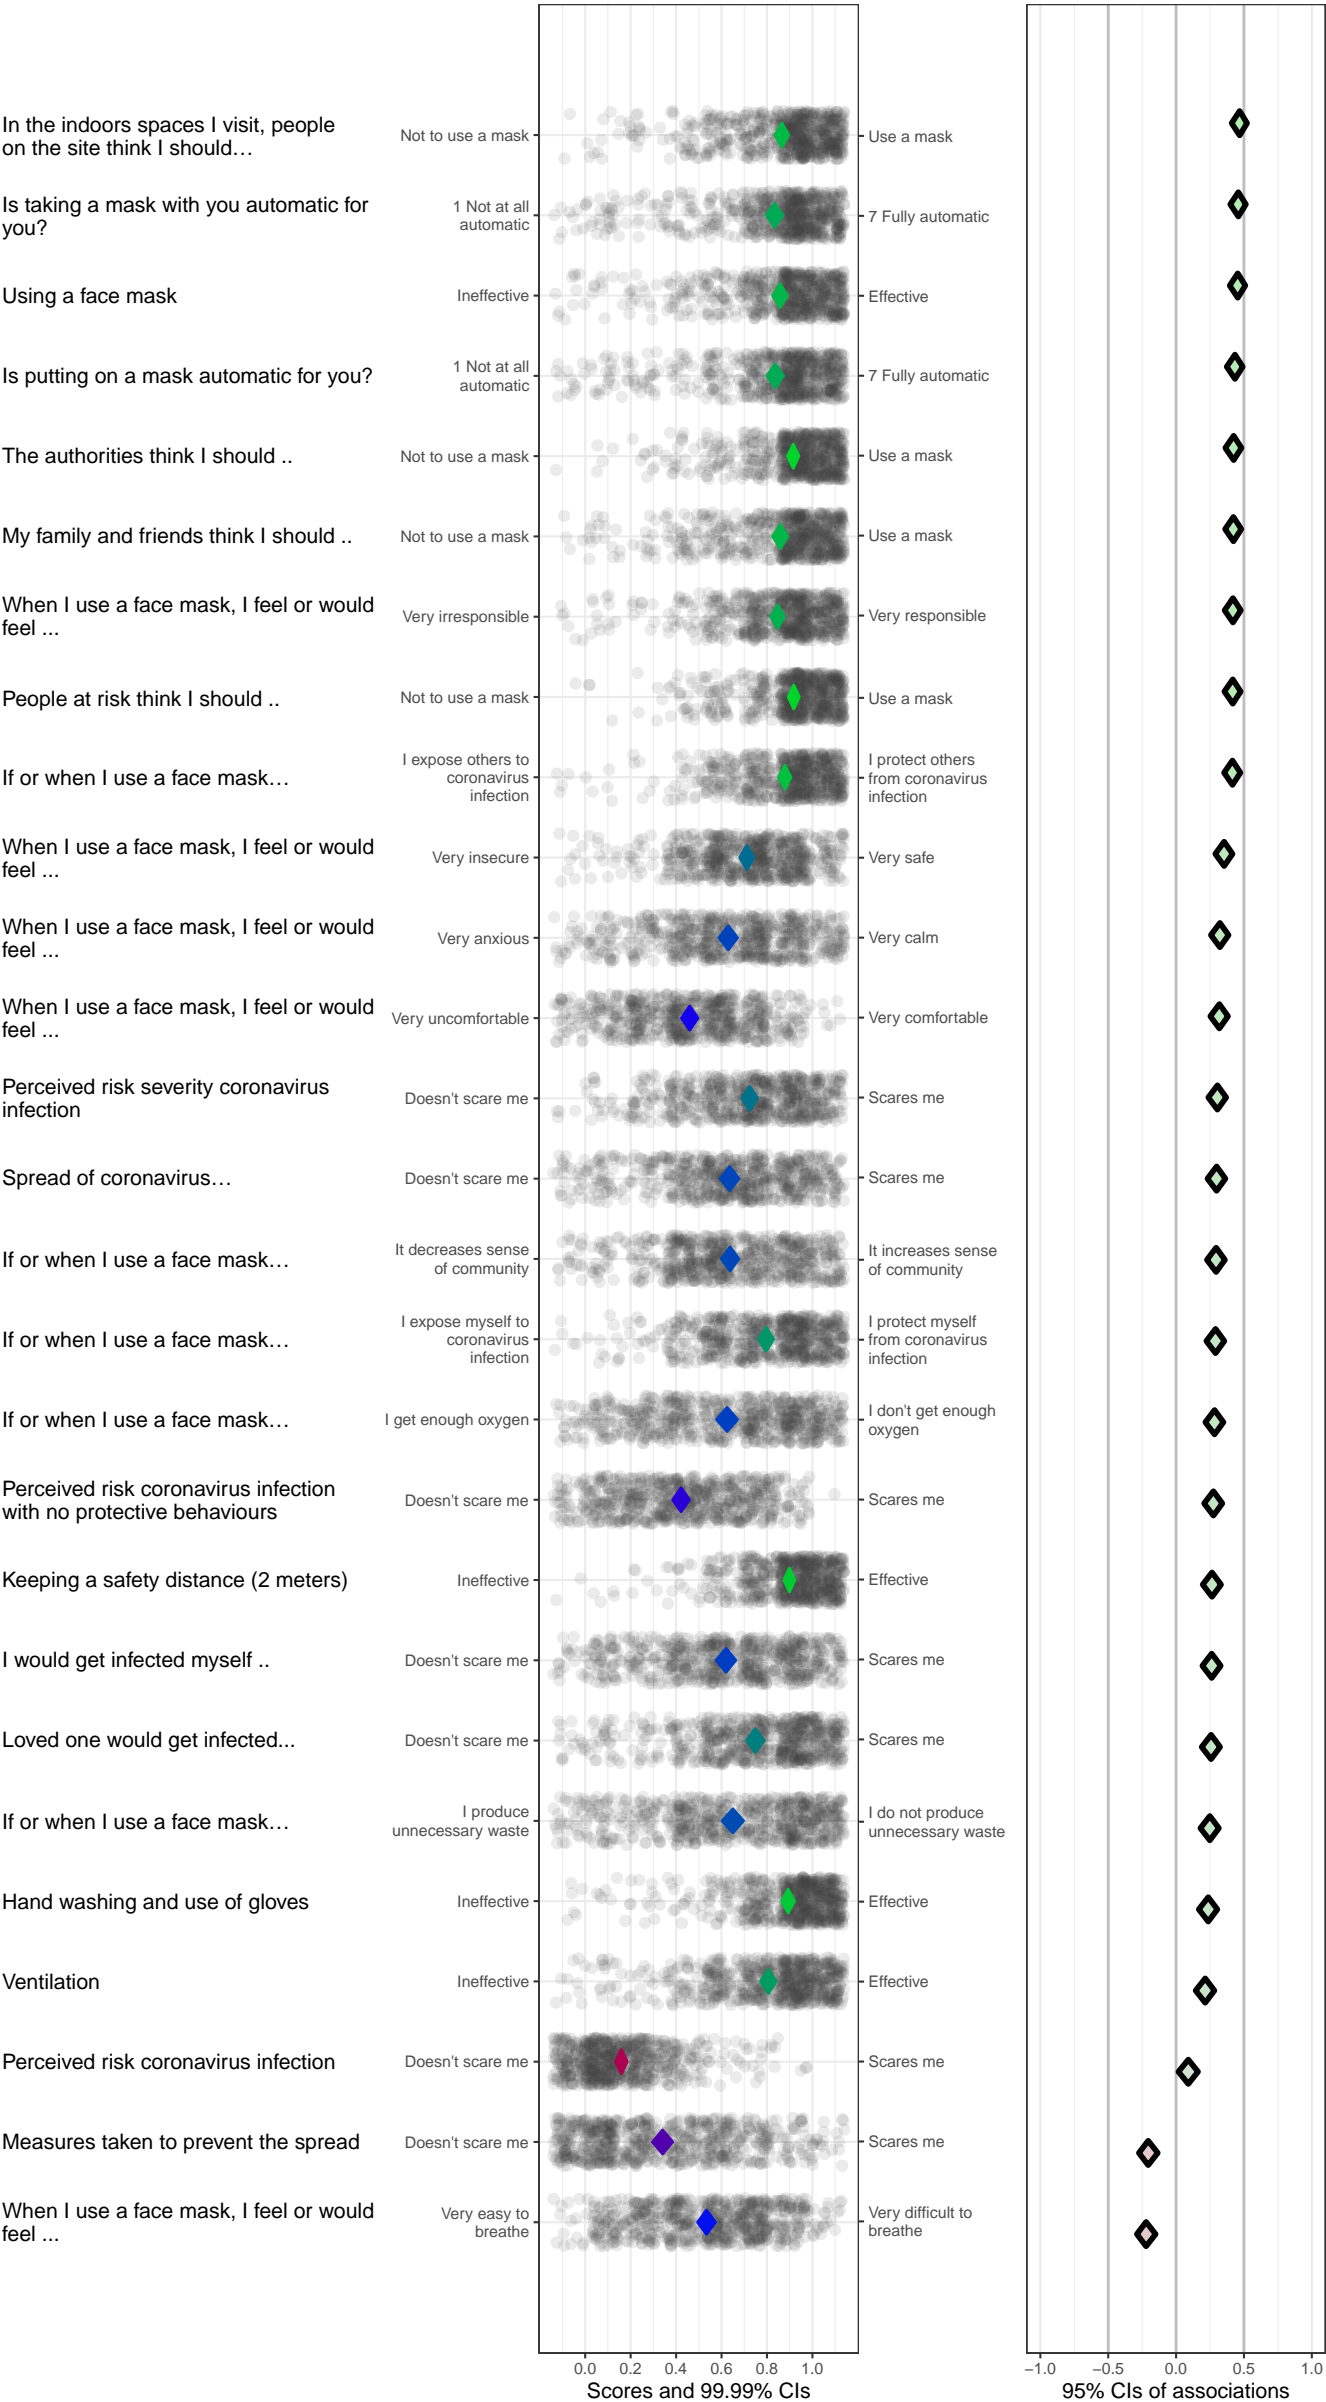 In the indoors spaces I visit, people
on the site think I should…
Not to use a mask
Use a mask
Is taking a mask with you automatic for
you?
1 Not at all
automatic
7 Fully automatic
Using a face mask
Ineffective
Effective
Is putting on a mask automatic for you?
1 Not at all
automatic
7 Fully automatic
The authorities think I should ..
Not to use a mask
Use a mask
My family and friends think I should ..
Not to use a mask
Use a mask
When I use a face mask, I feel or would
feel ...
Very irresponsible
Very responsible
People at risk think I should ..
Not to use a mask
Use a mask
If or when I use a face mask…
I expose others to
coronavirus
infection
I protect others
from coronavirus
infection
When I use a face mask, I feel or would
feel ...
Very insecure
Very safe
When I use a face mask, I feel or would
feel ...
Very anxious
Very calm
When I use a face mask, I feel or would
feel ...
Very uncomfortable
Very comfortable
Perceived risk severity coronavirus
infection
Doesn't scare me
Scares me
Spread of coronavirus…
Doesn't scare me
Scares me
If or when I use a face mask…
It decreases sense
of community
It increases sense
of community
If or when I use a face mask…
I expose myself to
coronavirus
infection
I protect myself
from coronavirus
infection
If or when I use a face mask…
I get enough oxygen
I don't get enough
oxygen
Perceived risk coronavirus infection
with no protective behaviours
Doesn't scare me
Scares me
Keeping a safety distance (2 meters)
Ineffective
Effective
I would get infected myself ..
Doesn't scare me
Scares me
Loved one would get infected...
Doesn't scare me
Scares me
If or when I use a face mask…
I produce
unnecessary waste
I do not produce
unnecessary waste
Hand washing and use of gloves
Ineffective
Effective
Ventilation
Ineffective
Effective
Perceived risk coronavirus infection
Doesn't scare me
Scares me
Measures taken to prevent the spread
Doesn't scare me
Scares me
When I use a face mask, I feel or would
feel ...
Very easy to
breathe
Very difficult to
breathe
0.0 0.2 0.4 0.6 0.8 1.0
Scores and 99.99% CIs
−1.0 −0.5 0.0 0.5 1.0
95% CIs of associations